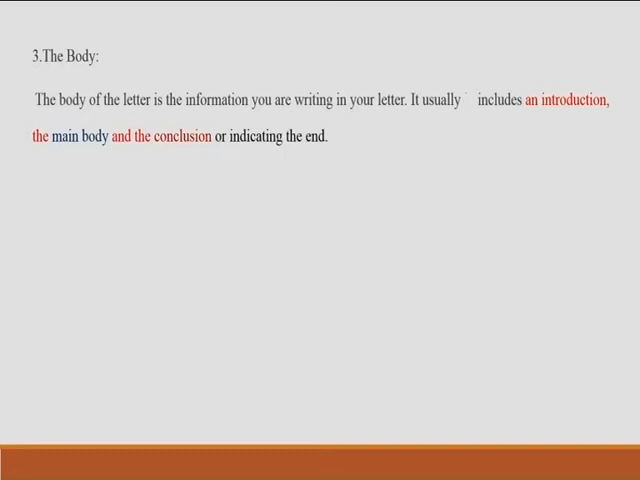 3.The Body:
The body of the letter is the information you are writing in your letter. It usually includes an introduction,
the main body and the conclusion or indicating the end.